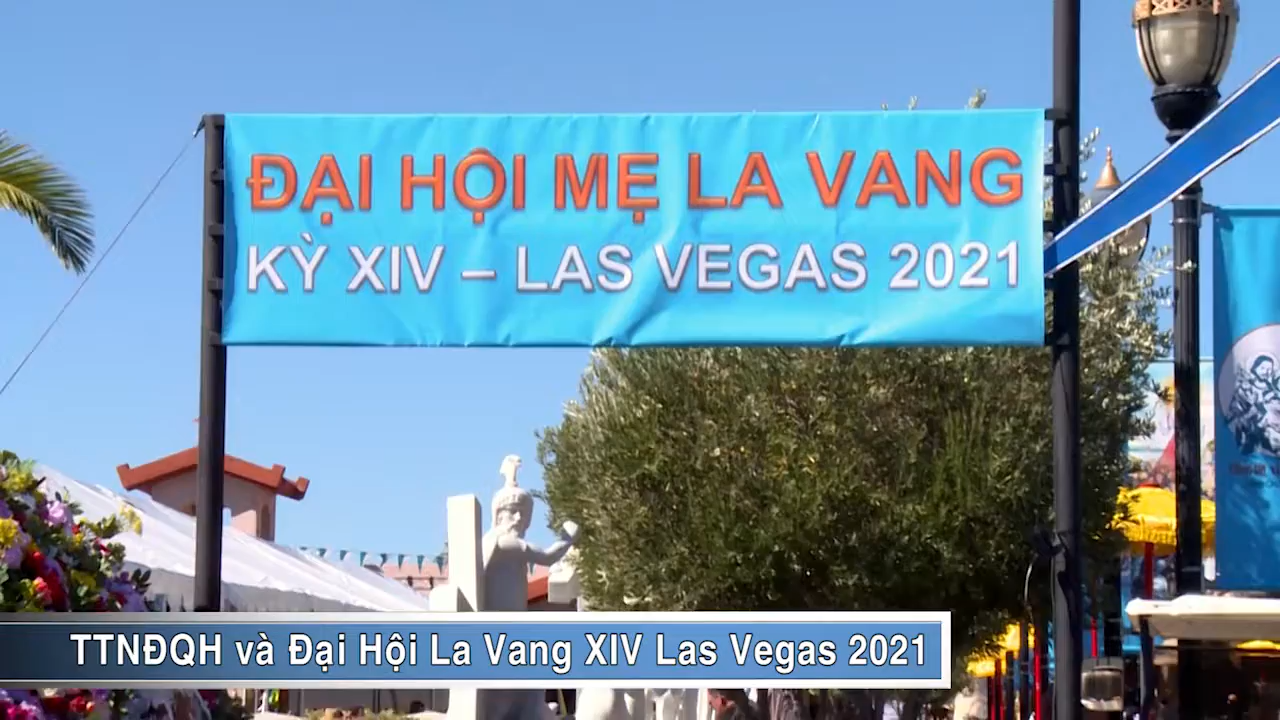 ĐẠI HỘI MẸ LA VANG
KỲ XIV – LAS VEGAS 2021
TTNĐQH và Đại Hội La Vang XIV Las Vegas 2021